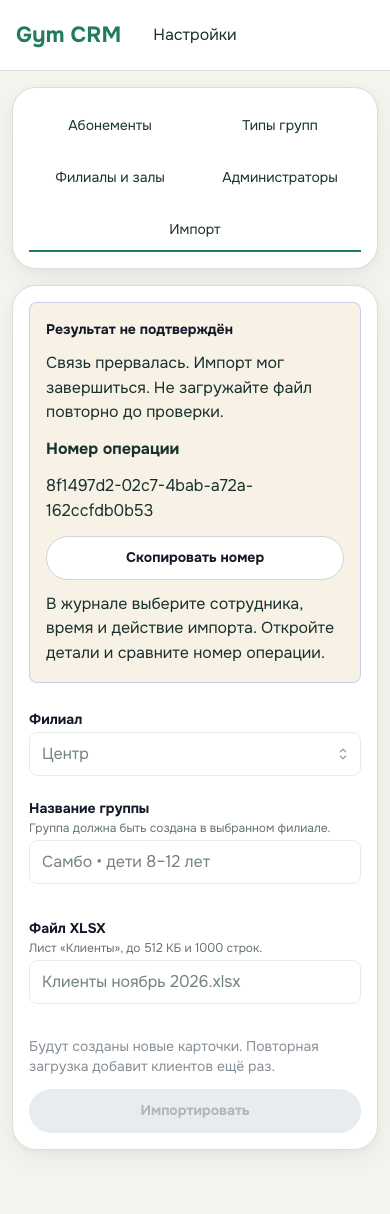 Gym CRM
Настройки
Абонементы
Типы групп
Филиалы и залы
Администраторы
Импорт
Результат не подтверждён
Связь прервалась. Импорт мог
завершиться. Не загружайте файл
повторно до проверки.
Номер операции
8f1497d2-02c7-4bab-a72a-
162ccfdb0b53
Скопировать номер
В журнале выберите сотрудника,
время и действие импорта. Откройте
детали и сравните номер операции.
Филиал
Центр
Название группы
Группа должна быть создана в выбранном филиале.
Самбо • дети 8–12 лет
Файл XLSX
Лист «Клиенты», до 512 КБ и 1000 строк.
Клиенты ноябрь 2026.xlsx
Будут созданы новые карточки. Повторная
загрузка добавит клиентов ещё раз.
Импортировать